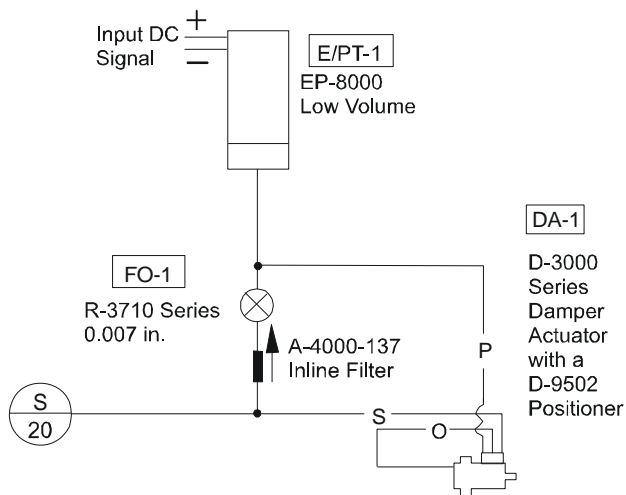 Input DC
Signal
+
–
E/PT-1
EP-8000
Low Volume
DA-1
D-3000
Series
Damper
Actuator
with a
D-9502
Positioner
FO-1
R-3710 Series
0.007 in.
A-4000-137
Inline Filter
P
S
20
S
O